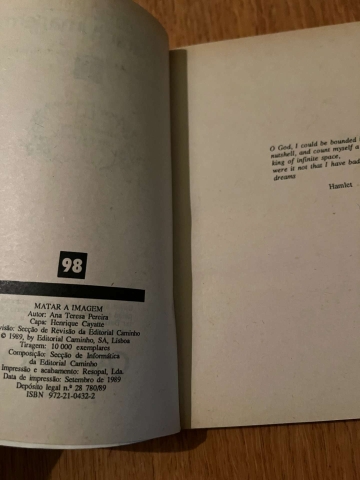 98
MATAR A IMAGEM
Autor: Ana Teresa Pereira
Capa: Henrique Cayatte
Revisão: Secção de Revisão da Editorial Caminho
© 1989, by Editorial Caminho, SA, Lisboa
Tiragem: 10 000 exemplares
Composição: Secção de Informática
da Editorial Caminho
Impressão e acabamento: Resopal, Lda.
Data de impressão: Setembro de 1989
Depósito legal n.º 28 780/89
ISBN 972-21-0432-2
O God, I could be bounded
nutshell, and count myself a
king of infinite space,
were it not that I have bad
dreams
Hamlet